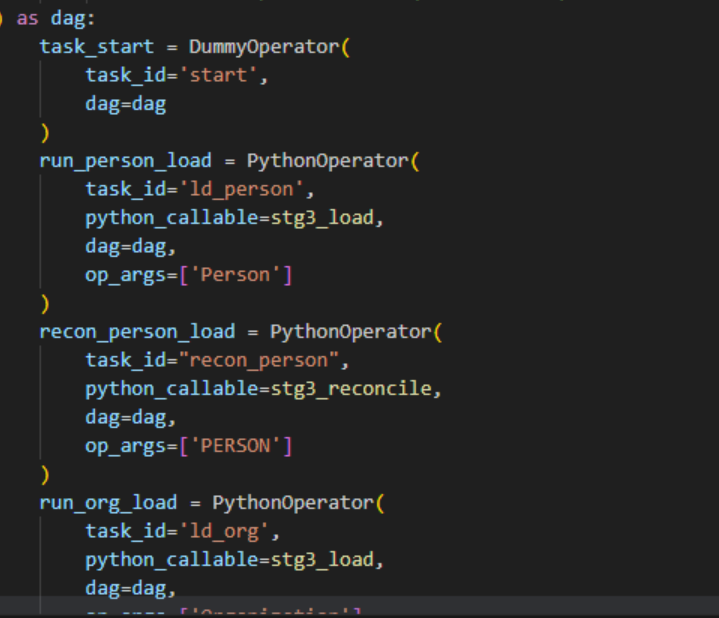 ) as dag:
    task_start = DummyOperator(
        task_id='start',
        dag=dag
    )
    run_person_load = PythonOperator(
        task_id='ld_person',
        python_callable=stg3_load,
        dag=dag,
        op_args=['Person']
    )
    recon_person_load = PythonOperator(
        task_id="recon_person",
        python_callable=stg3_reconcile,
        dag=dag,
        op_args=['PERSON']
    )
    run_org_load = PythonOperator(
        task_id='ld_org',
        python_callable=stg3_load,
        dag=dag,